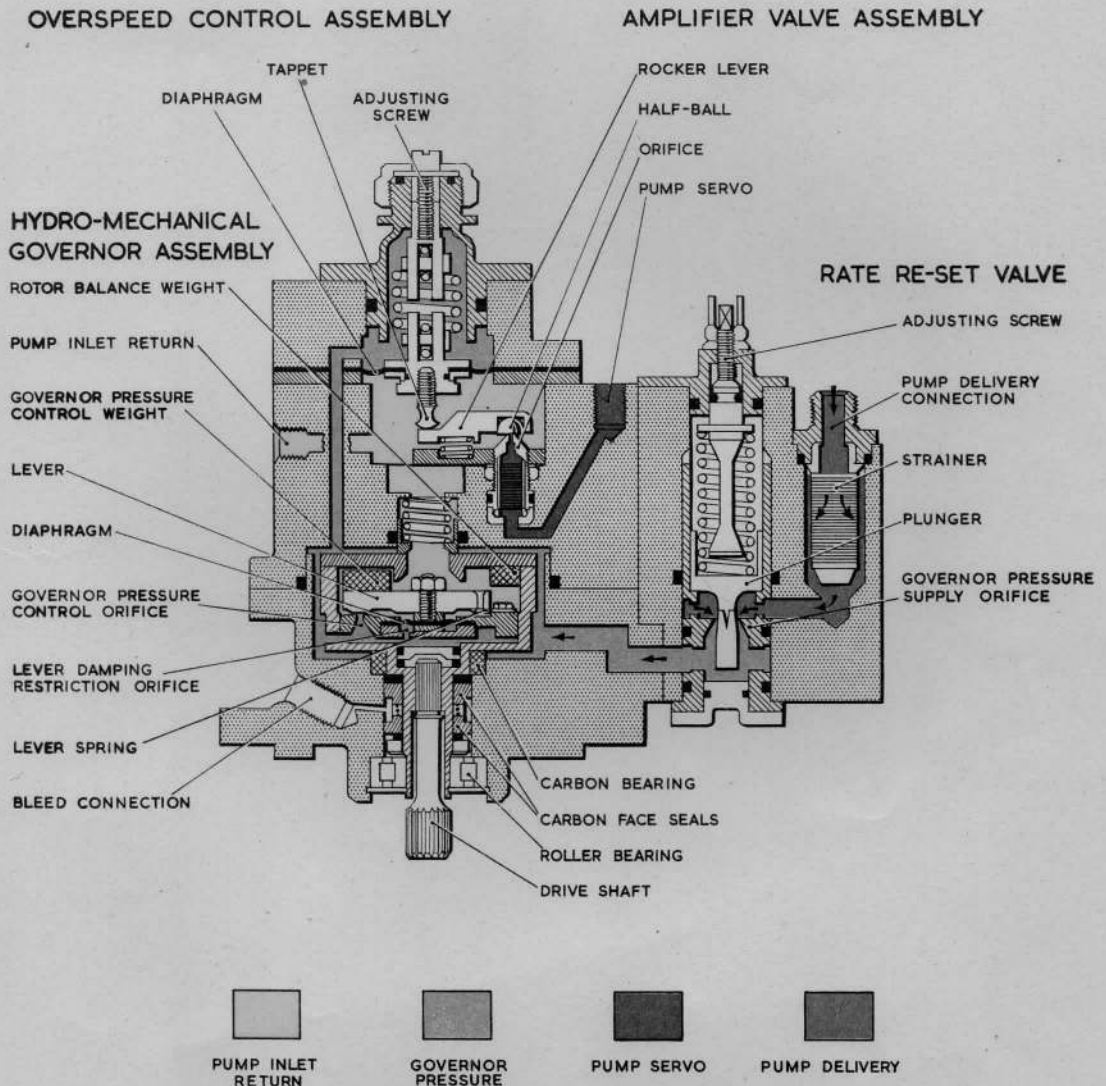 OVERSPEED CONTROL ASSEMBLY
AMPLIFIER VALVE ASSEMBLY
TAPPET
DIAPHRAGM
ADJUSTING
SCREW
ROCKER LEVER
HALF-BALL
ORIFICE
PUMP SERVO
HYDRO-MECHANICAL
GOVERNOR ASSEMBLY
ROTOR BALANCE WEIGHT
PUMP INLET RETURN
GOVERNOR PRESSURE
CONTROL WEIGHT
LEVER
DIAPHRAGM
GOVERNOR PRESSURE
CONTROL ORIFICE
LEVER DAMPING
RESTRICTION ORIFICE
LEVER SPRING
BLEED CONNECTION
RATE RE-SET VALVE
ADJUSTING SCREW
PUMP DELIVERY
CONNECTION
STRAINER
PLUNGER
GOVERNOR PRESSURE
SUPPLY ORIFICE
CARBON BEARING
CARBON FACE SEALS
ROLLER BEARING
DRIVE SHAFT
PUMP INLET
RETURN
GOVERNOR
PRESSURE
PUMP SERVO
PUMP DELIVERY